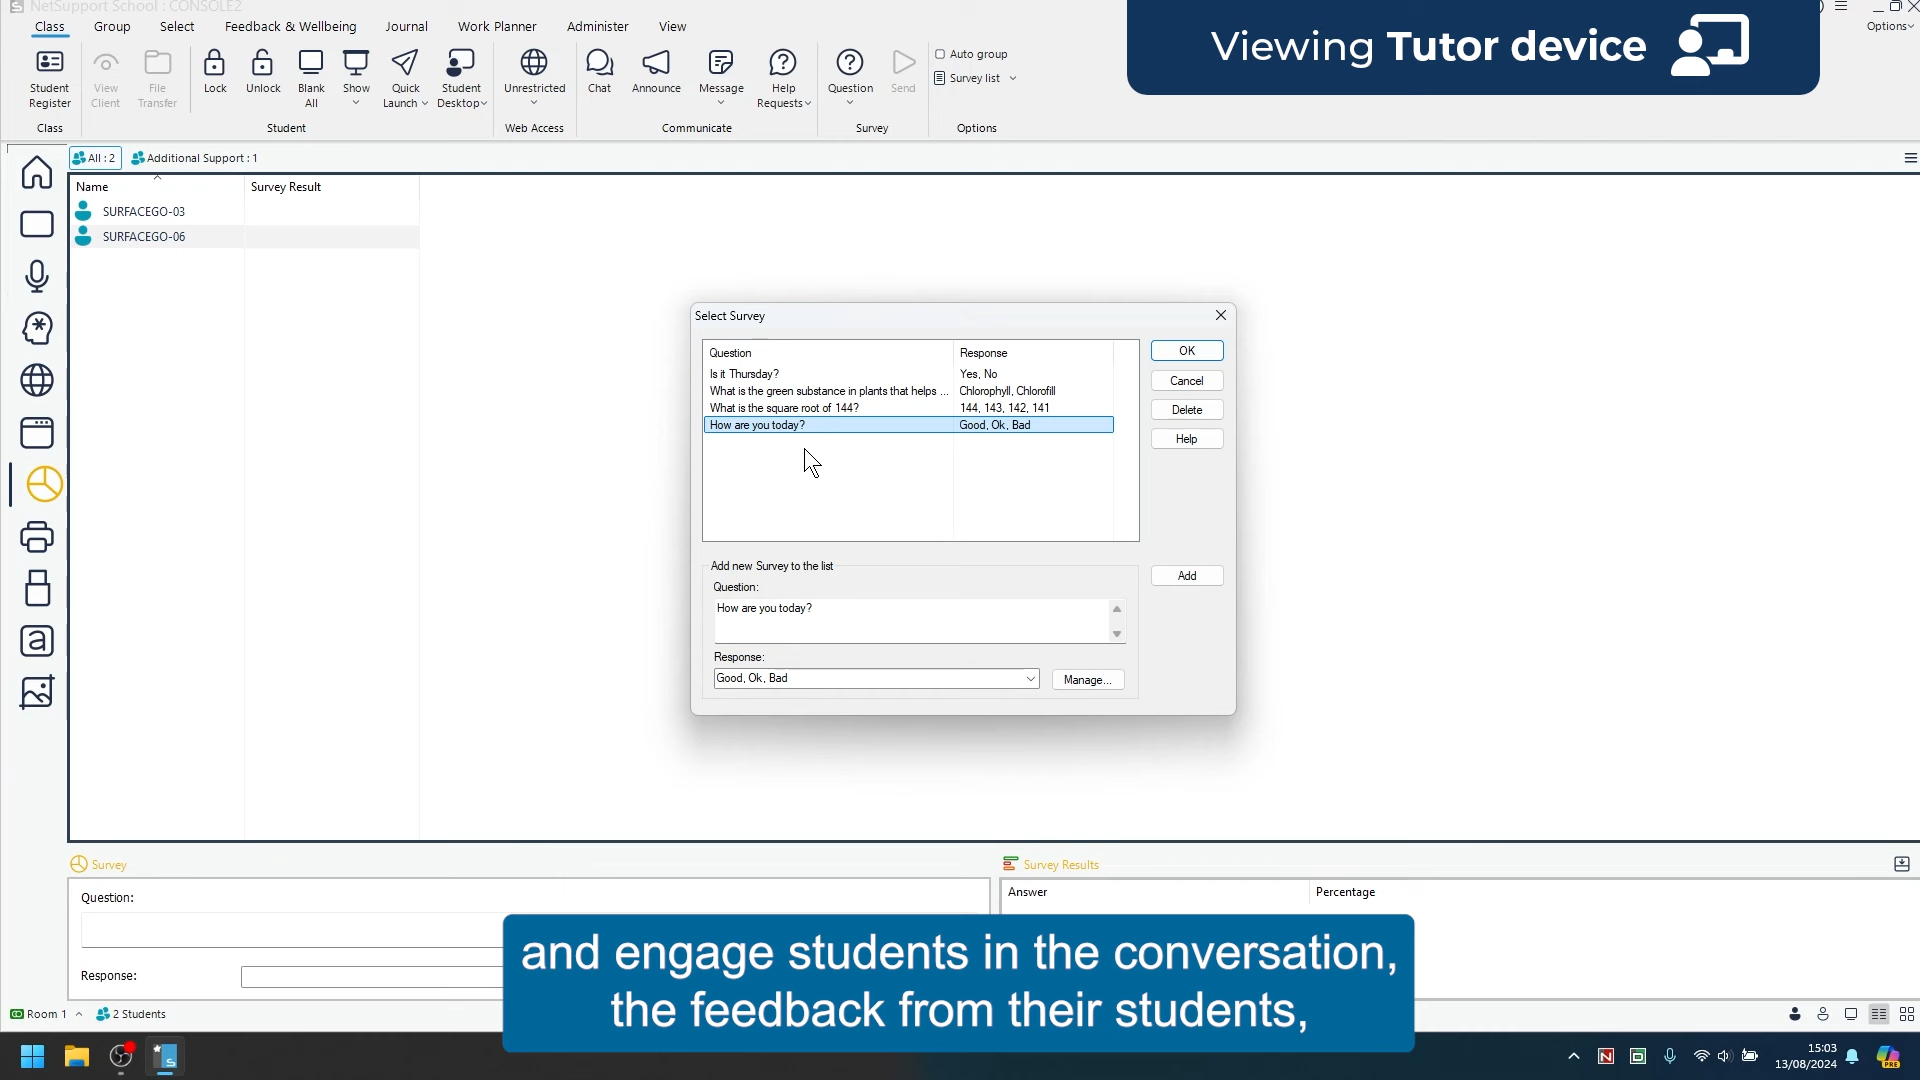 NetSupport School : CONSOLE2
Class Group Select Feedback & Wellbeing Journal Work Planner Administer View
Options
Viewing Tutor device
Student Register
View Client
File Transfer
Lock
Unlock
Blank All
Show
Quick Launch
Student Desktop
Unrestricted
Chat
Announce
Message
Help Requests
Question
Send
Auto group
Survey list
Class Student Web Access Communicate Survey Options
All : 2 Additional Support : 1
Name Survey Result
SURFACEGO-03
SURFACEGO-06
Select Survey
Question Response
Is it Thursday? Yes, No
What is the green substance in plants that helps ... Chlorophyll, Chlorofill
What is the square root of 144? 144, 143, 142, 141
How are you today? Good, Ok, Bad
OK
Cancel
Delete
Help
Add new Survey to the list
Add
Question:
How are you today?
Response:
Good, Ok, Bad
Manage...
Survey
Question:
Response:
Survey Results
Answer Percentage
and engage students in the conversation,
the feedback from their students,
Room 1 2 Students
15:03
13/08/2024